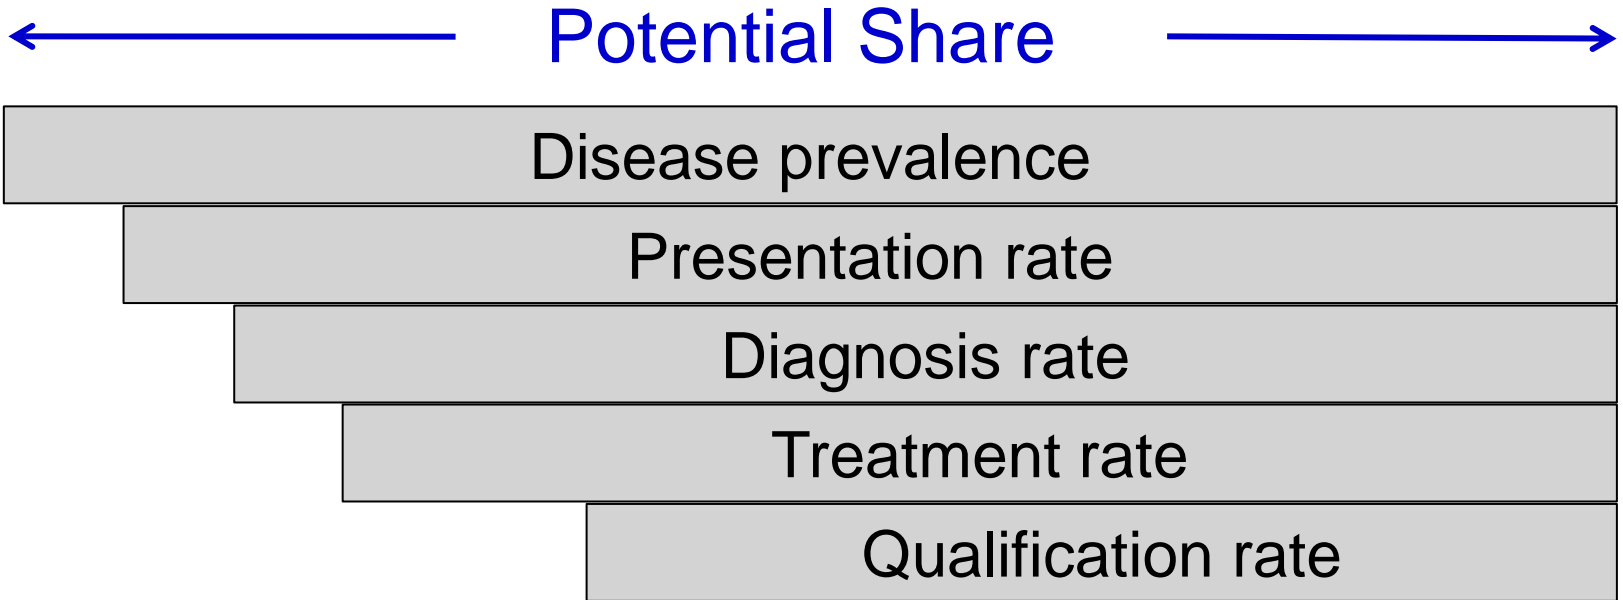 Potential Share
Disease prevalence
Presentation rate
Diagnosis rate
Treatment rate
Qualification rate